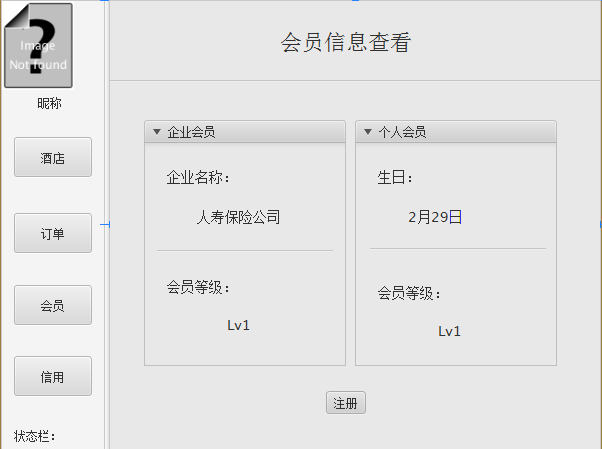 Image
Not found
昵称
酒店
订单
会员
信用
状态栏：
会员信息查看
企业会员
企业名称：
人寿保险公司
会员等级：
Lv1
个人会员
生日：
2月29日
会员等级：
Lv1
注册